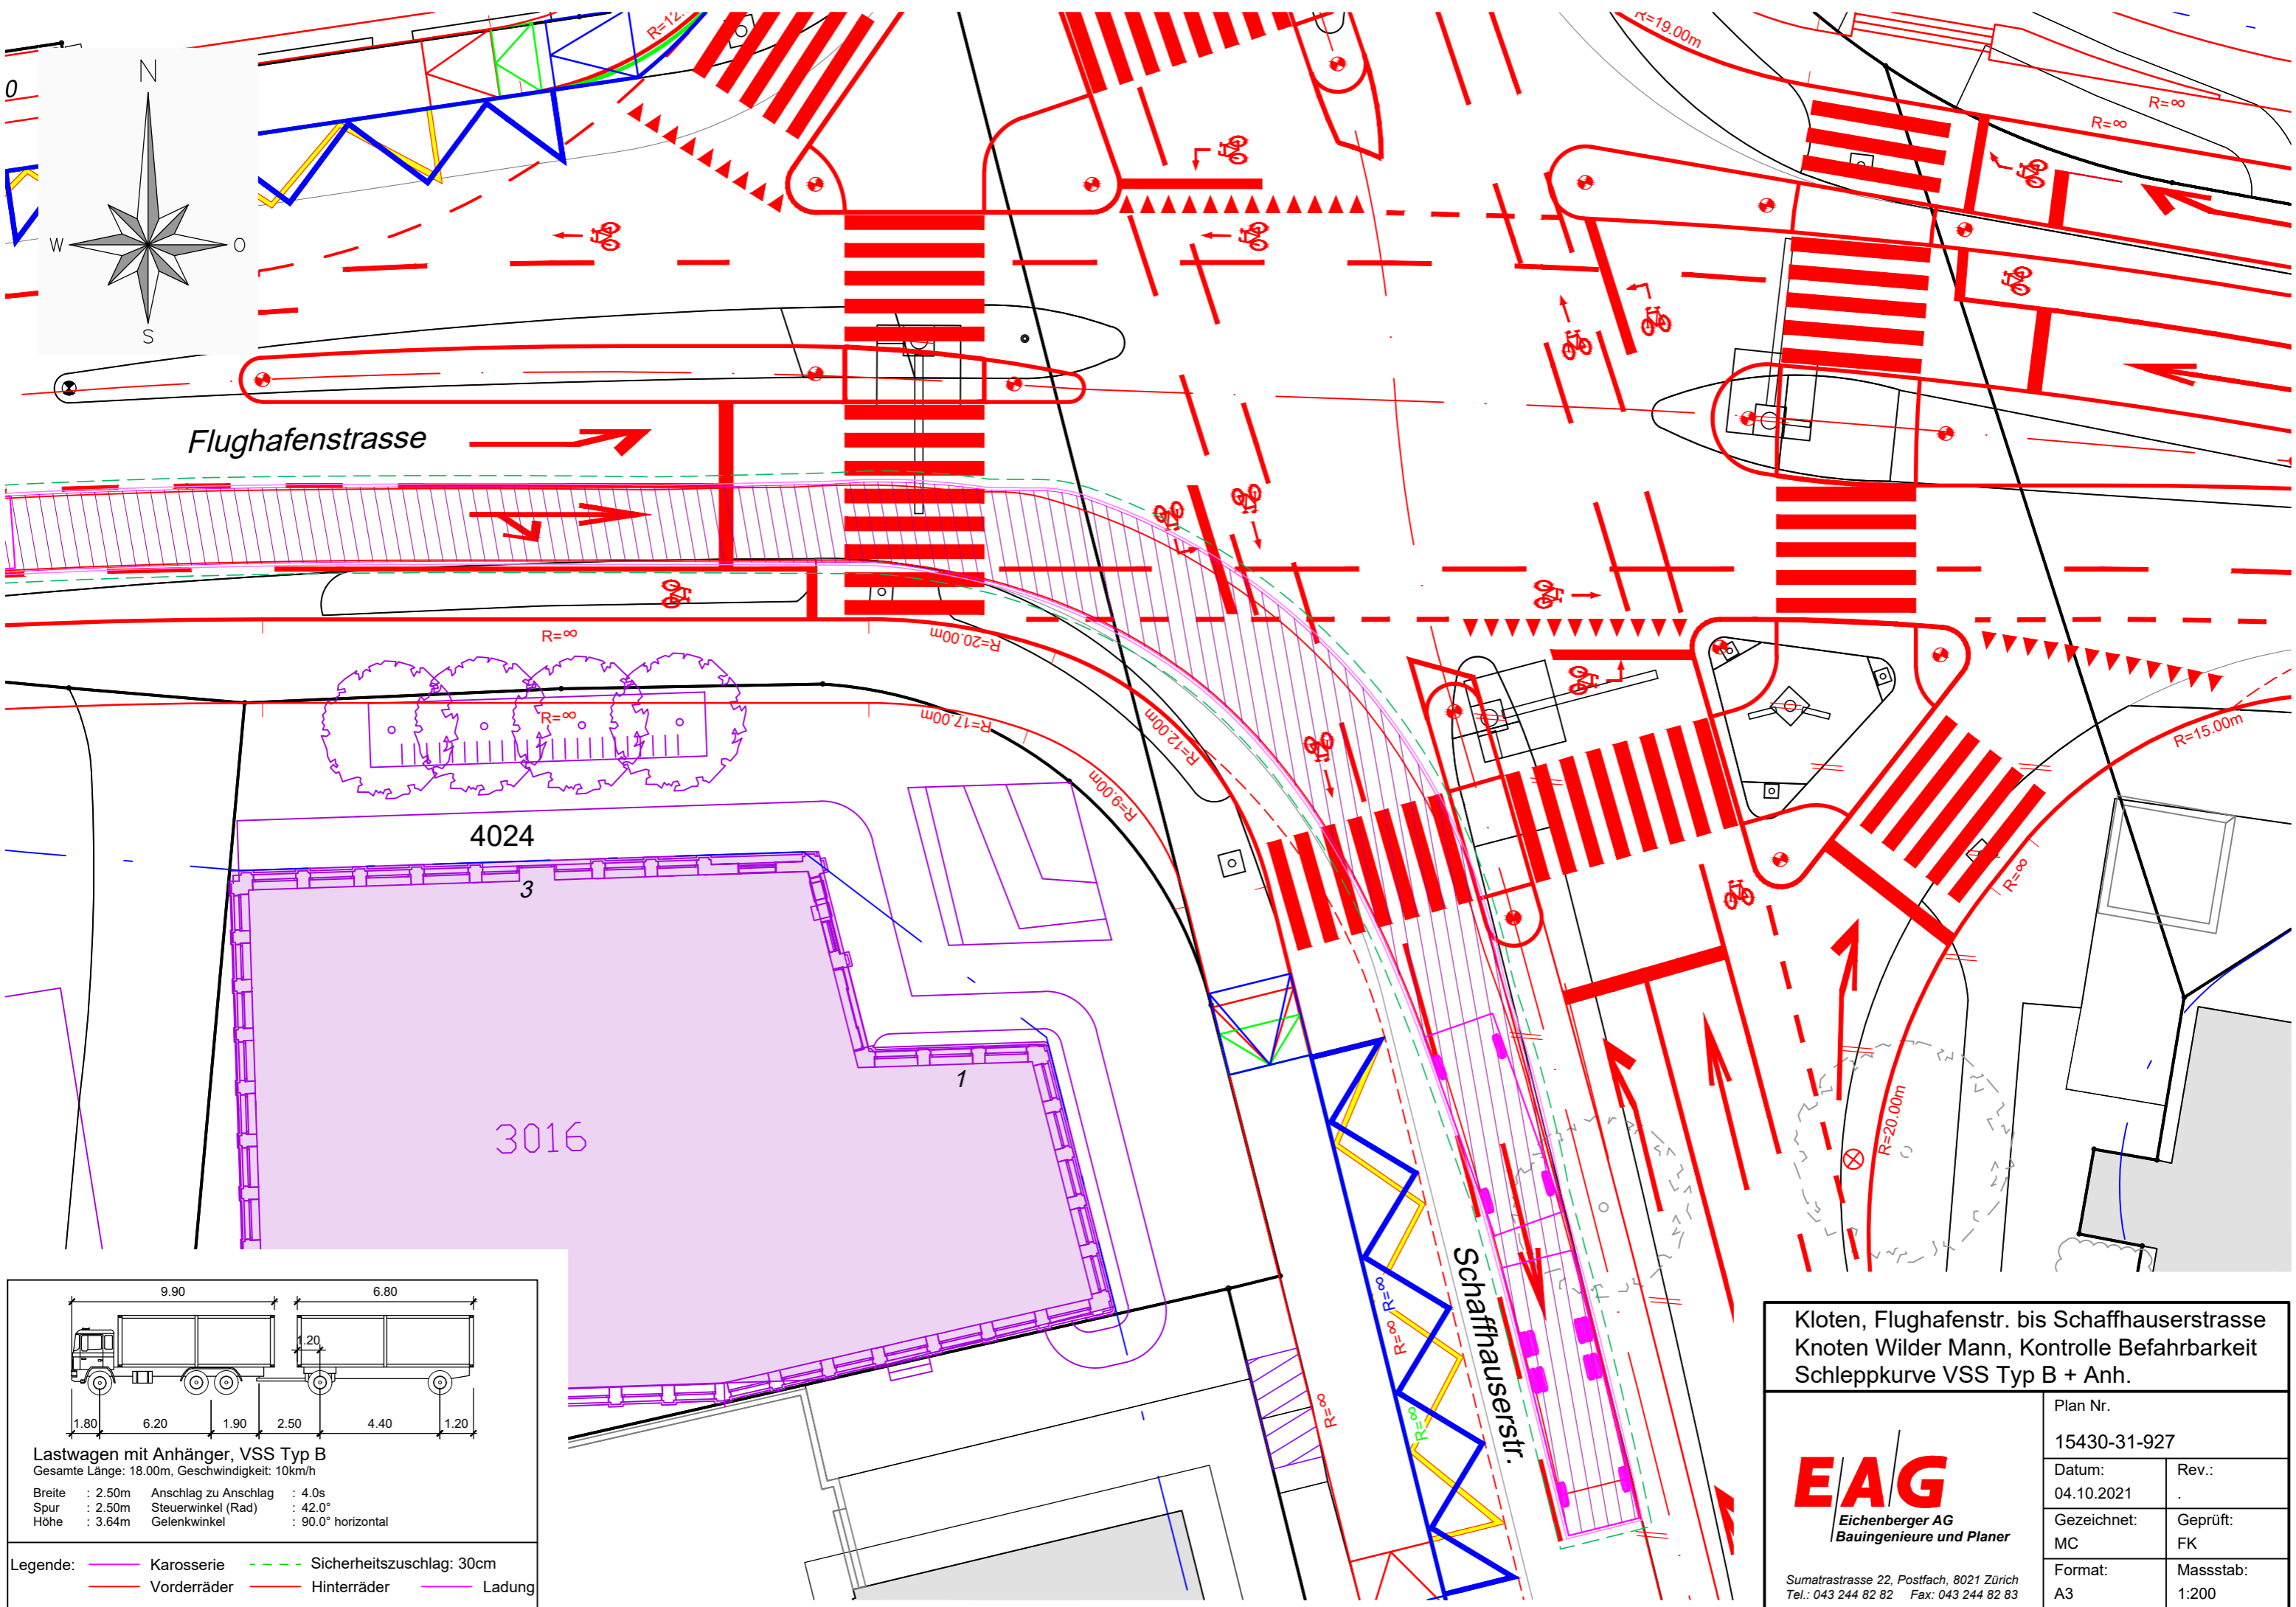 0
N
W
O
S
R=12.
R=19.00m
R=∞
R=∞
Flughafenstrasse
R=∞
R=20.00m
R=∞
R=17.00m
R=12.00m
R=9.00m
R=15.00m
R=∞
R=20.00m
4024
3
1
3016
Schaffhauserstr.
R=∞
R=∞
R=∞
R=∞
9.90
6.80
1.20
1.80
6.20
1.90
2.50
4.40
1.20
Lastwagen mit Anhänger, VSS Typ B
Gesamte Länge: 18.00m, Geschwindigkeit: 10km/h
Breite : 2.50m Anschlag zu Anschlag : 4.0s
Spur : 2.50m Steuerwinkel (Rad) : 42.0°
Höhe : 3.64m Gelenkwinkel : 90.0° horizontal
Legende: Karosserie Sicherheitszuschlag: 30cm
Vorderräder Hinterräder Ladung
Kloten, Flughafenstr. bis Schaffhauserstrasse
Knoten Wilder Mann, Kontrolle Befahrbarkeit
Schleppkurve VSS Typ B + Anh.
EAG
Eichenberger AG
Bauingenieure und Planer
Sumatrastrasse 22, Postfach, 8021 Zürich
Tel.: 043 244 82 82 Fax: 043 244 82 83
Plan Nr.
15430-31-927
Datum: Rev.:
04.10.2021 .
Gezeichnet: Geprüft:
MC FK
Format: Massstab:
A3 1:200